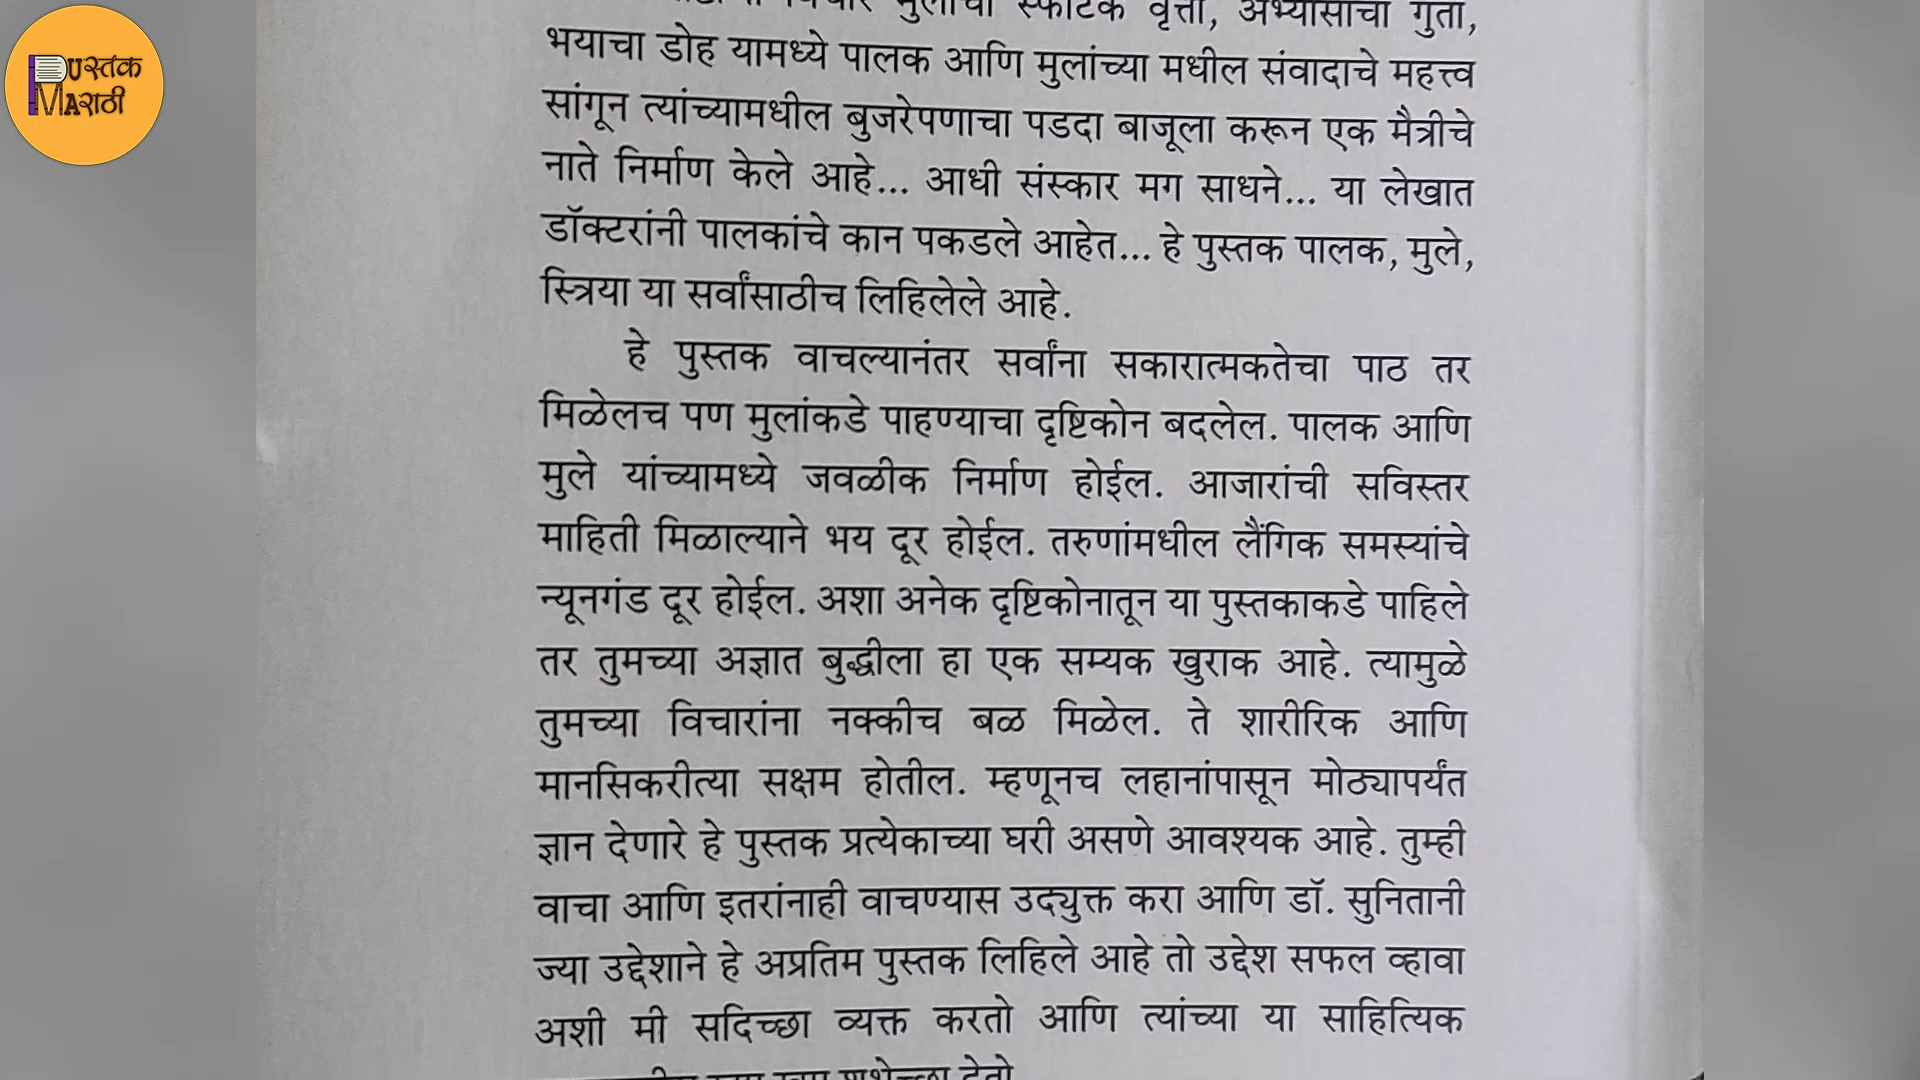 Pustक
Maराठी
मुलांची स्फोटक वृत्ती, अभ्यासाचा गुंता,
भयाचा डोह यामध्ये पालक आणि मुलांच्या मधील संवादाचे महत्त्व
सांगून त्यांच्यामधील बुजरेपणाचा पडदा बाजूला करून एक मैत्रीचे
नाते निर्माण केले आहे... आधी संस्कार मग साधने... या लेखात
डॉक्टरांनी पालकांचे कान पकडले आहेत... हे पुस्तक पालक, मुले,
स्त्रिया या सर्वांसाठीच लिहिलेले आहे.
हे पुस्तक वाचल्यानंतर सर्वांना सकारात्मकतेचा पाठ तर
मिळेलच पण मुलांकडे पाहण्याचा दृष्टिकोन बदलेल. पालक आणि
मुले यांच्यामध्ये जवळीक निर्माण होईल. आजारांची सविस्तर
माहिती मिळाल्याने भय दूर होईल. तरुणांमधील लैंगिक समस्यांचे
न्यूनगंड दूर होईल. अशा अनेक दृष्टिकोनातून या पुस्तकाकडे पाहिले
तर तुमच्या अज्ञात बुद्धीला हा एक सम्यक खुराक आहे. त्यामुळे
तुमच्या विचारांना नक्कीच बळ मिळेल. ते शारीरिक आणि
मानसिकरीत्या सक्षम होतील. म्हणूनच लहानांपासून मोठ्यापर्यंत
ज्ञान देणारे हे पुस्तक प्रत्येकाच्या घरी असणे आवश्यक आहे. तुम्ही
वाचा आणि इतरांनाही वाचण्यास उद्युक्त करा आणि डॉ. सुनितानी
ज्या उद्देशाने हे अप्रतिम पुस्तक लिहिले आहे तो उद्देश सफल व्हावा
अशी मी सदिच्छा व्यक्त करतो आणि त्यांच्या या साहित्यिक